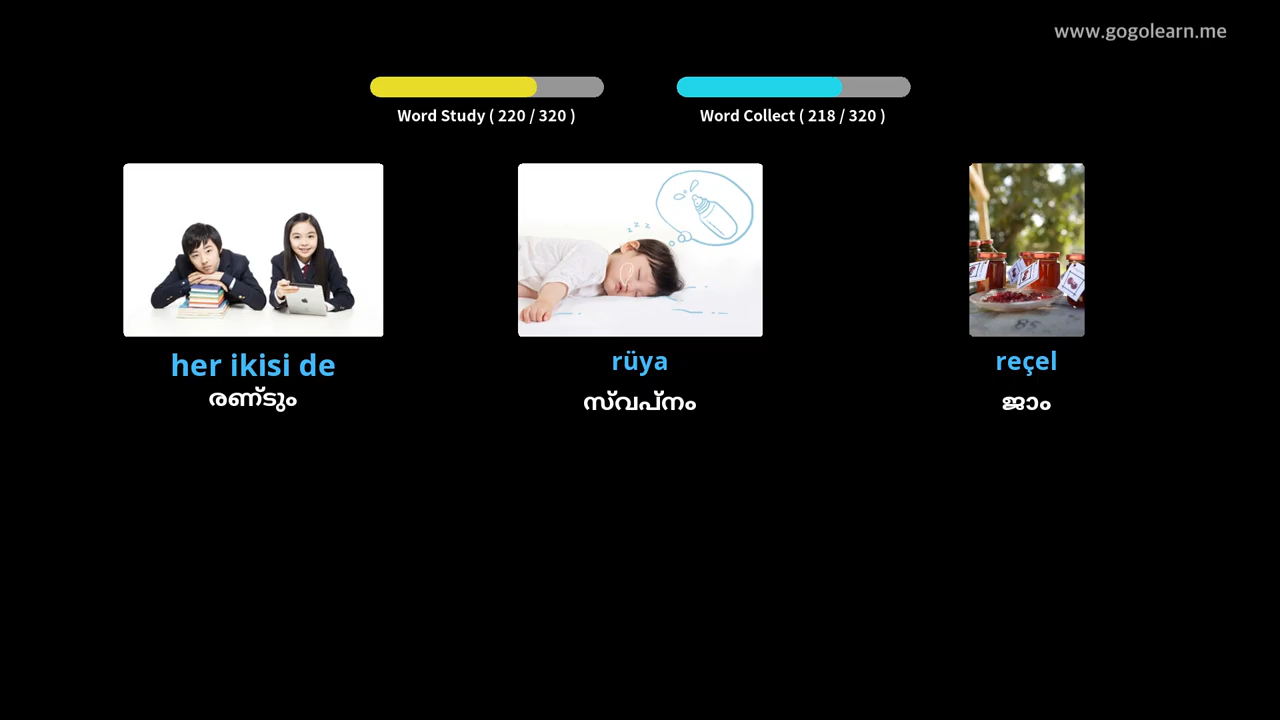 www.gogolearn.me
Word Study ( 220 / 320 )
Word Collect ( 218 / 320 )
her ikisi de
രണ്ടും
rüya
സ്വപ്നം
reçel
ജാം